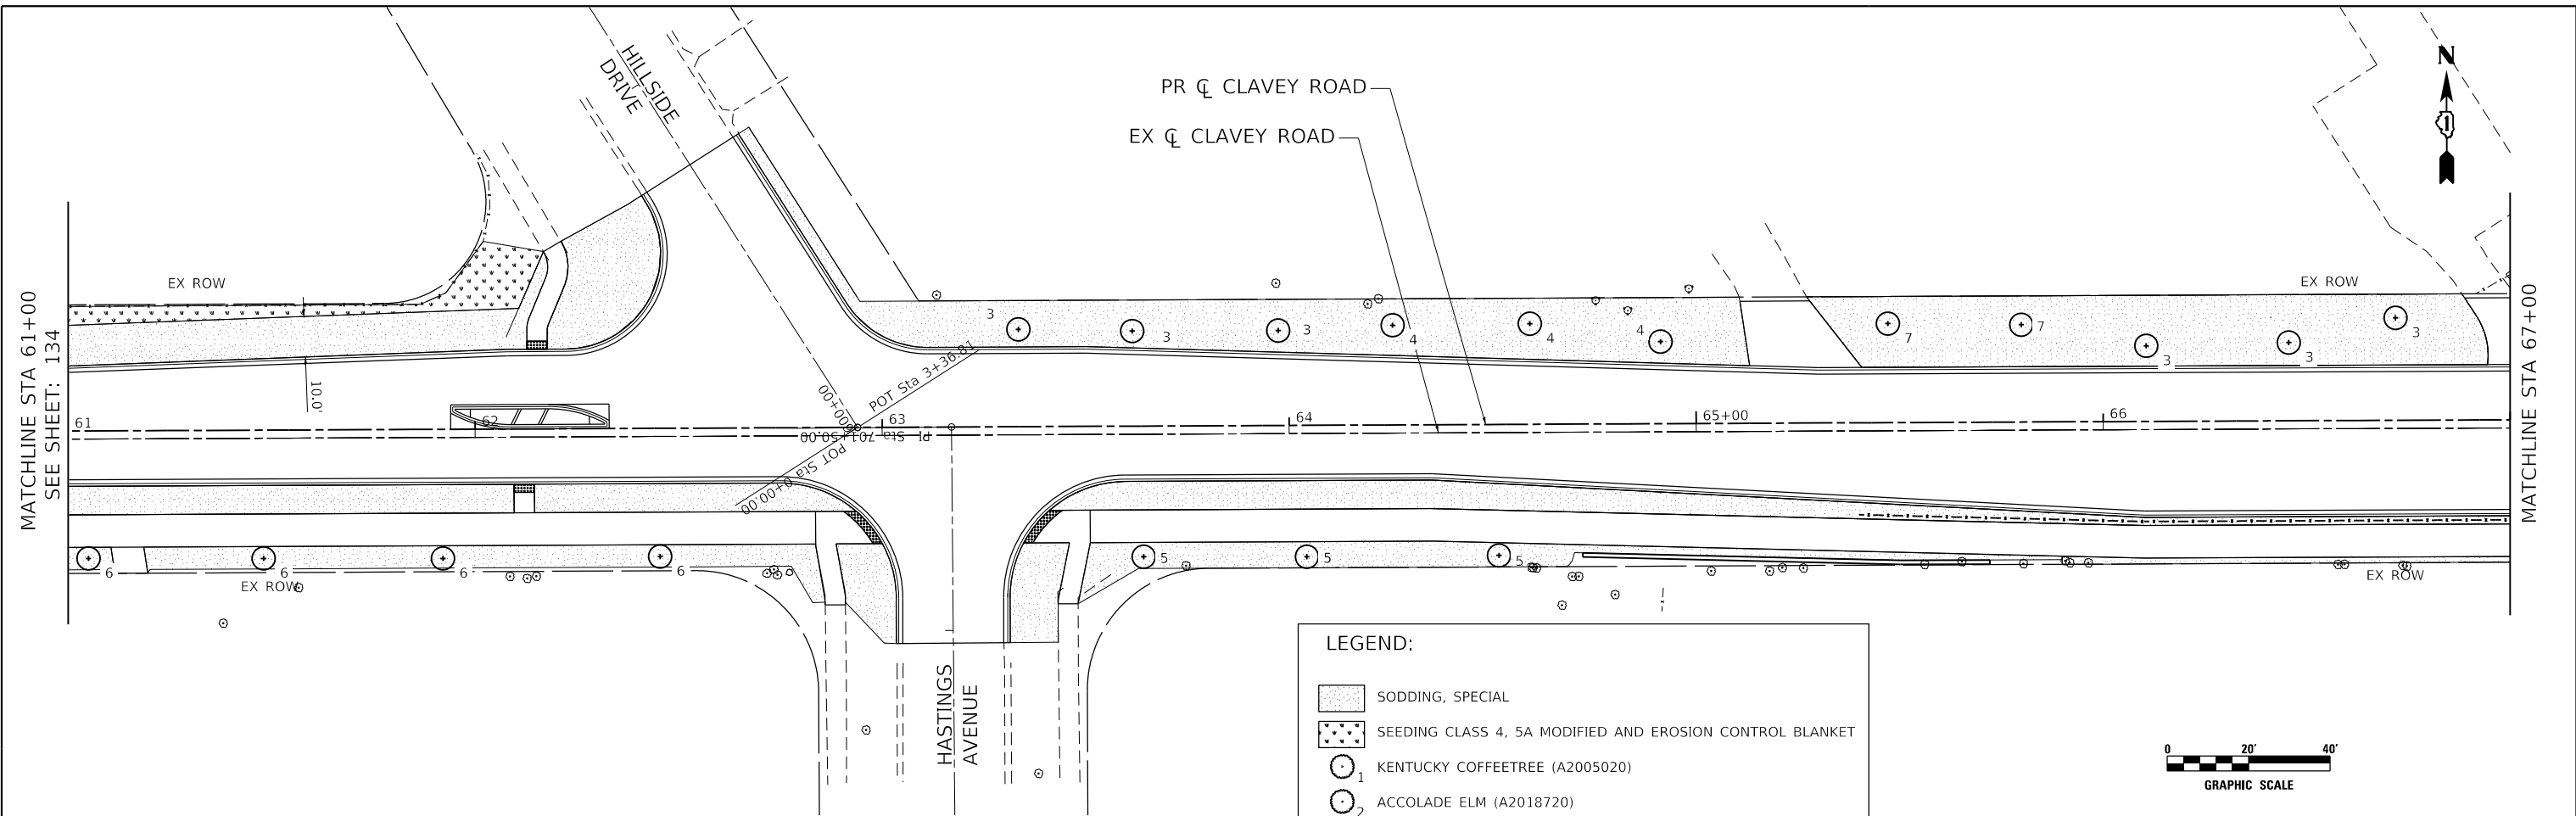 HILLSIDE
DRIVE
PR ℄ CLAVEY ROAD
EX ℄ CLAVEY ROAD
N
MATCHLINE STA 61+00
SEE SHEET: 134
EX ROW
EX ROW
MATCHLINE STA 67+00
3
3
3
4
4
4
7
7
3
3
3
10.0'
00+00
POT Sta 3+36.81
61
62
63
64
65+00
66
PI Sta 701+50.00
POT Sta 0+00.00
6
6
6
6
5
5
5
EX ROW
EX ROW
HASTINGS
AVENUE
LEGEND:
SODDING, SPECIAL
SEEDING CLASS 4, 5A MODIFIED AND EROSION CONTROL BLANKET
1 KENTUCKY COFFEETREE (A2005020)
2 ACCOLADE ELM (A2018720)
0 20' 40'
GRAPHIC SCALE